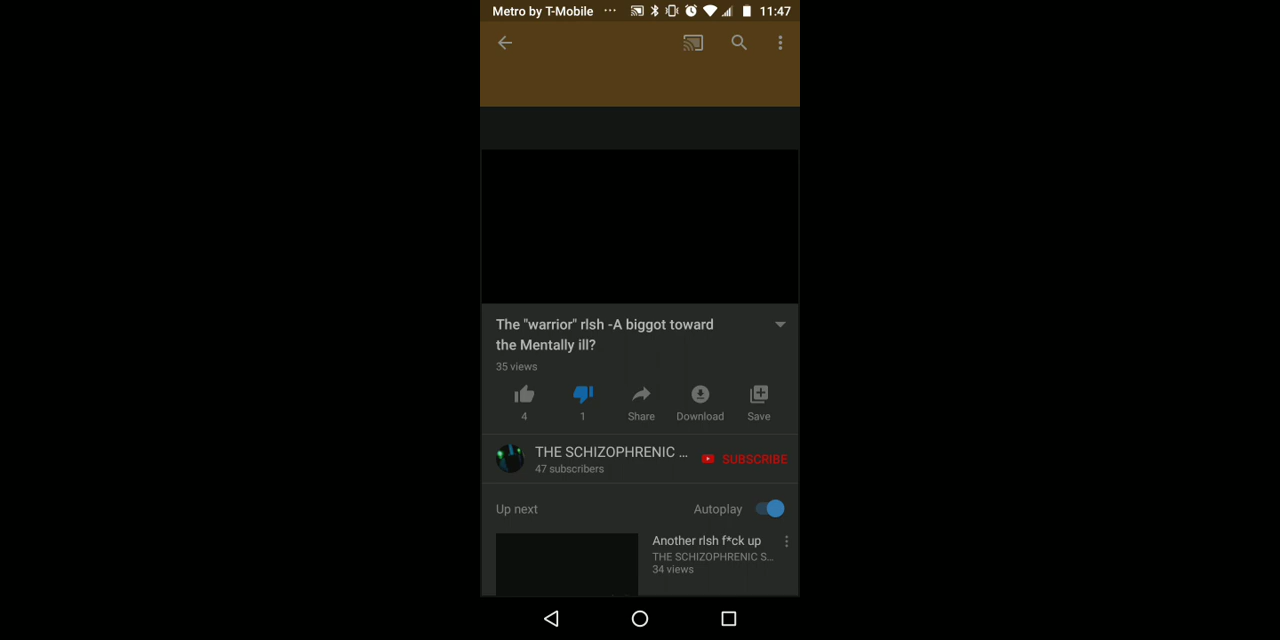 Metro by T-Mobile ... 11:47
The "warrior" rlsh -A biggot toward
the Mentally ill?
35 views
4 1 Share Download Save
THE SCHIZOPHRENIC ... SUBSCRIBE
47 subscribers
Up next Autoplay
Another rlsh f*ck up
THE SCHIZOPHRENIC S...
34 views